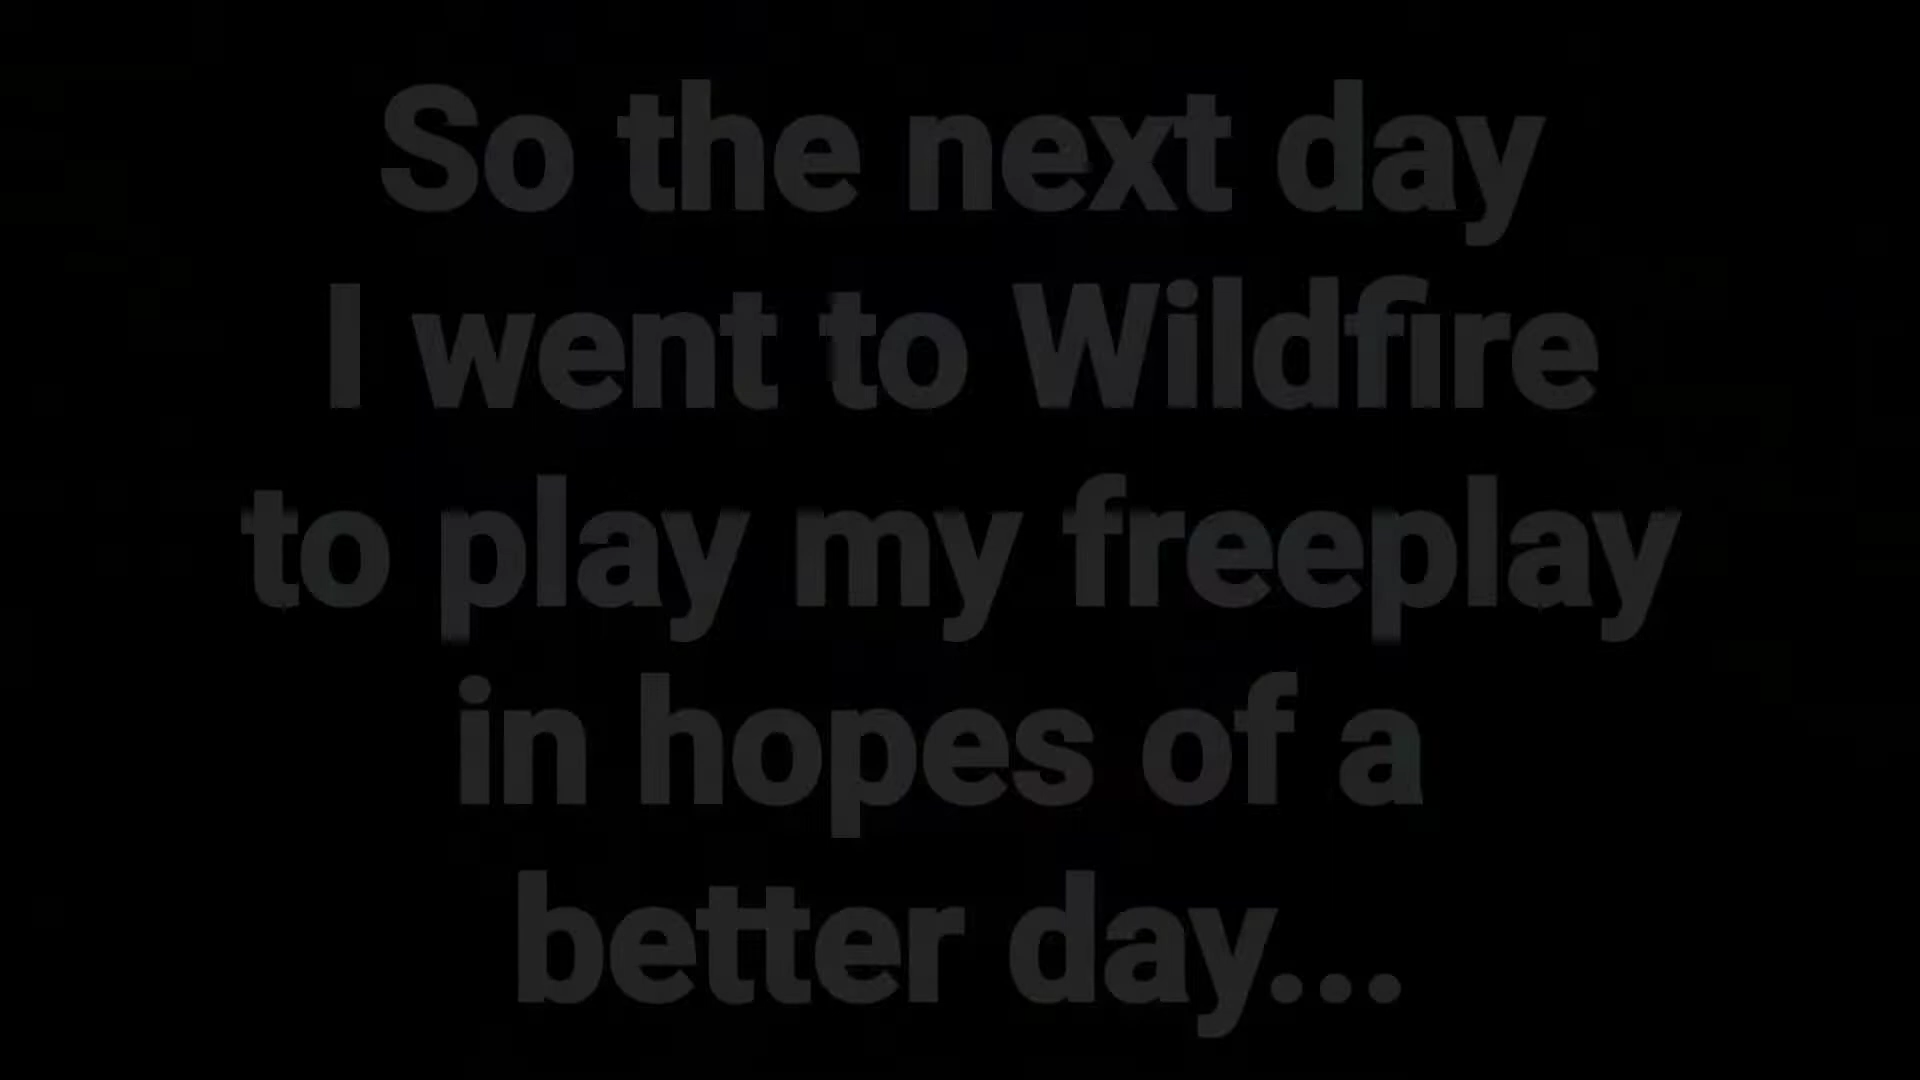 So the next day
I went to Wildfire
to play my freeplay
in hopes of a
better day...